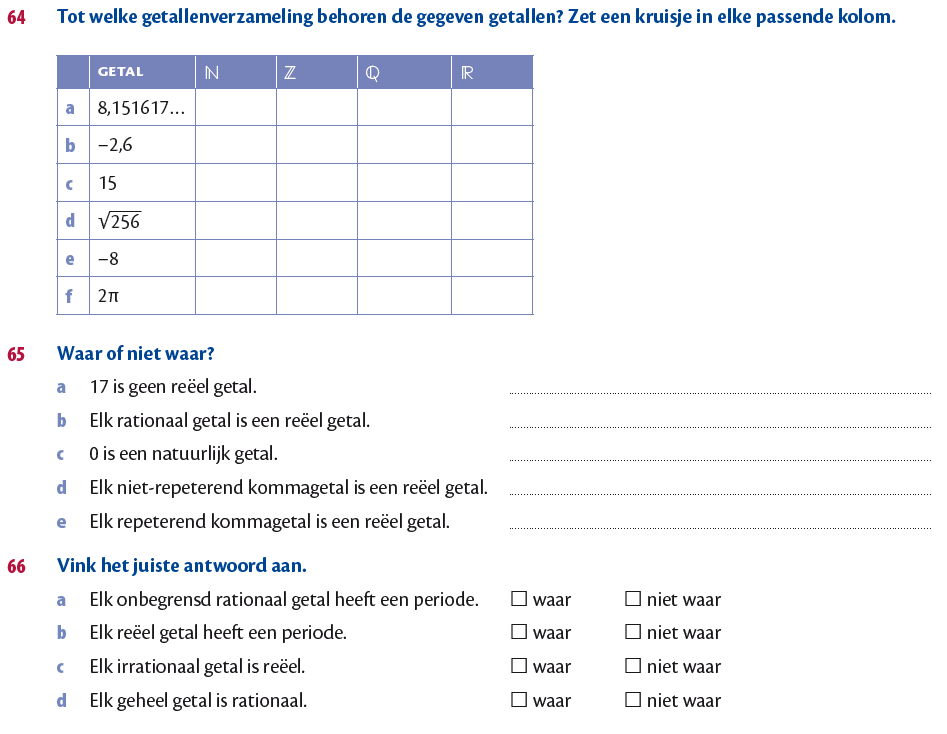 64 Tot welke getallenverzameling behoren de gegeven getallen? Zet een kruisje in elke passende kolom.
GETAL ℕ ℤ ℚ ℝ
a 8,151617...
b –2,6
c 15
d √256
e –8
f 2π
65 Waar of niet waar?
a 17 is geen reëel getal.
b Elk rationaal getal is een reëel getal.
c 0 is een natuurlijk getal.
d Elk niet-repeterend kommagetal is een reëel getal.
e Elk repeterend kommagetal is een reëel getal.
66 Vink het juiste antwoord aan.
a Elk onbegrensd rationaal getal heeft een periode. ☐ waar ☐ niet waar
b Elk reëel getal heeft een periode. ☐ waar ☐ niet waar
c Elk irrationaal getal is reëel. ☐ waar ☐ niet waar
d Elk geheel getal is rationaal. ☐ waar ☐ niet waar